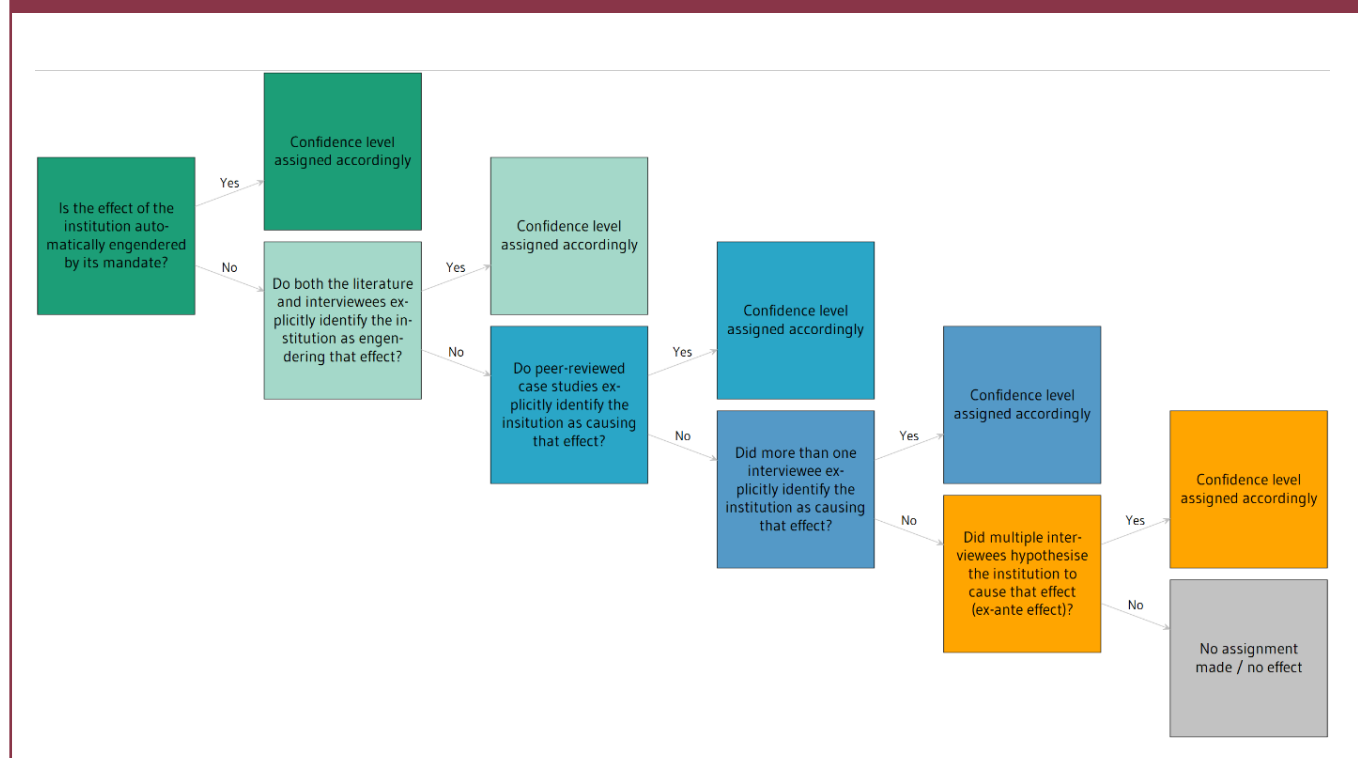 Is the effect of the
institution auto-
matically engendered
by its mandate?
Yes
No
Confidence level
assigned accordingly
Do both the literature
and interviewees ex-
plicitly identify the in-
stitution as engen-
dering that effect?
Yes
No
Confidence level
assigned accordingly
Do peer-reviewed
case studies ex-
plicitly identify the
insitution as causing
that effect?
Yes
No
Confidence level
assigned accordingly
Did more than one
interviewee ex-
plicitly identify the
institution as causing
that effect?
Yes
No
Confidence level
assigned accordingly
Did multiple inter-
viewees hypothesise
the institution to
cause that effect
(ex-ante effect)?
Yes
No
Confidence level
assigned accordingly
No assignment
made / no effect